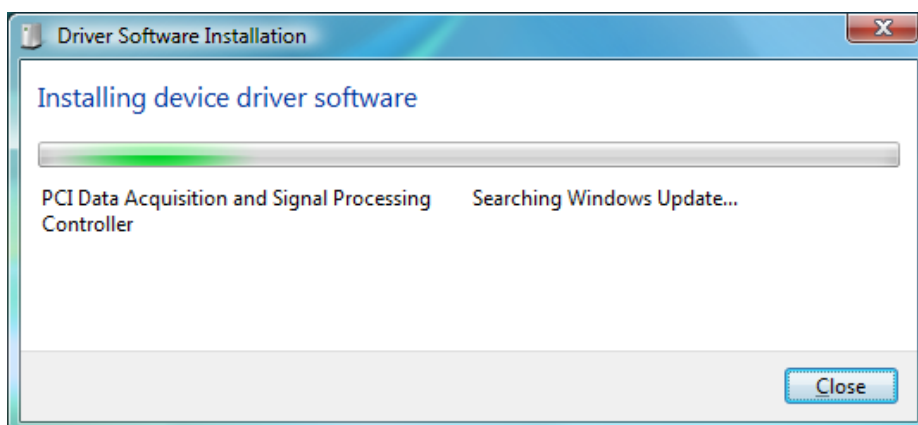 Driver Software Installation
Installing device driver software
PCI Data Acquisition and Signal Processing
Controller
Searching Windows Update...
Close